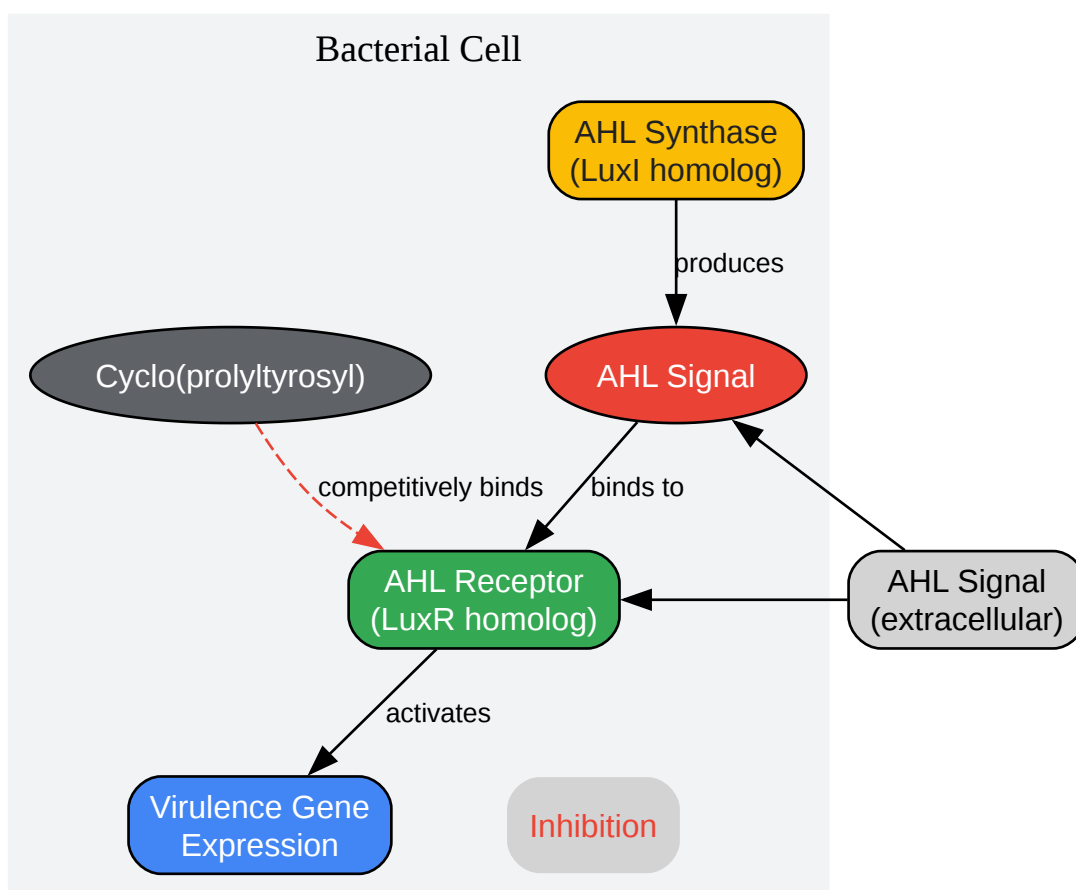 Bacterial Cell
AHL Synthase
(LuxI homolog)
produces
Cyclo(prolyltyrosyl)
AHL Signal
competitively binds
binds to
AHL Receptor
(LuxR homolog)
AHL Signal
(extracellular)
activates
Virulence Gene
Expression
Inhibition